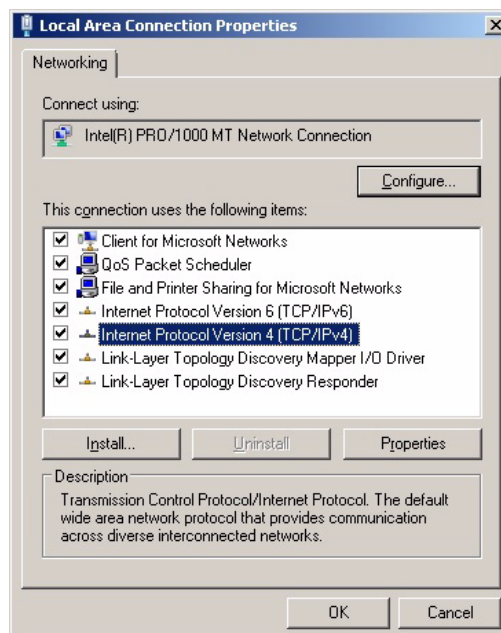 Local Area Connection Properties
Networking
Connect using:
Intel(R) PRO/1000 MT Network Connection
Configure...
This connection uses the following items:
Client for Microsoft Networks
QoS Packet Scheduler
File and Printer Sharing for Microsoft Networks
Internet Protocol Version 6 (TCP/IPv6)
Internet Protocol Version 4 (TCP/IPv4)
Link-Layer Topology Discovery Mapper I/O Driver
Link-Layer Topology Discovery Responder
Install... Uninstall Properties
Description
Transmission Control Protocol/Internet Protocol. The default
wide area network protocol that provides communication
across diverse interconnected networks.
OK Cancel